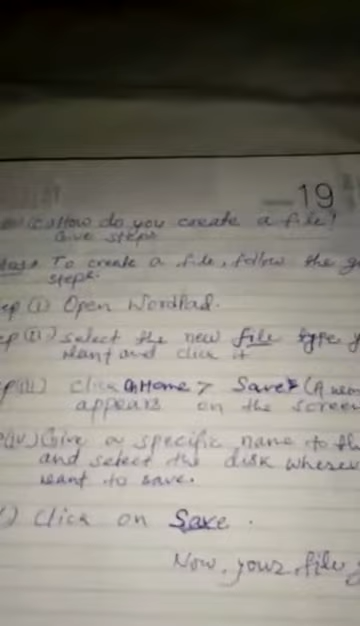 19
How do you create a file?
Give steps
To create a file, follow the
steps.
(i) Open WordPad.
select the new file type
want and click it
(iii) click on Home > Save > (A
appears on the screen
(iv) Give a specific name to
and select the disk where
want to save.
Click on Save.
Now, your file